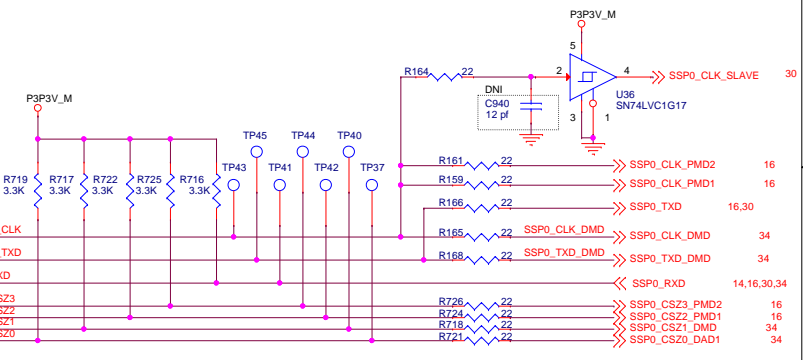 P3P3V_M
5
R164 22 2 4 SSP0_CLK_SLAVE 30
DNI
C940
12 pf
U36
SN74LVC1G17
3 1
P3P3V_M
TP45 TP44 TP40
TP43 TP41 TP42 TP37
R719 R717 R722 R725 R716
3.3K 3.3K 3.3K 3.3K 3.3K
R161 22 SSP0_CLK_PMD2 16
R159 22 SSP0_CLK_PMD1 16
R166 22 SSP0_TXD 16,30
_CLK R165 22 SSP0_CLK_DMD SSP0_CLK_DMD 34
_TXD R168 22 SSP0_TXD_DMD SSP0_TXD_DMD 34
XD SSP0_RXD 14,16,30,34
SZ3 R726 22 SSP0_CSZ3_PMD2 16
SZ2 R724 22 SSP0_CSZ2_PMD1 16
SZ1 R718 22 SSP0_CSZ1_DMD 34
SZ0 R721 22 SSP0_CSZ0_DAD1 34